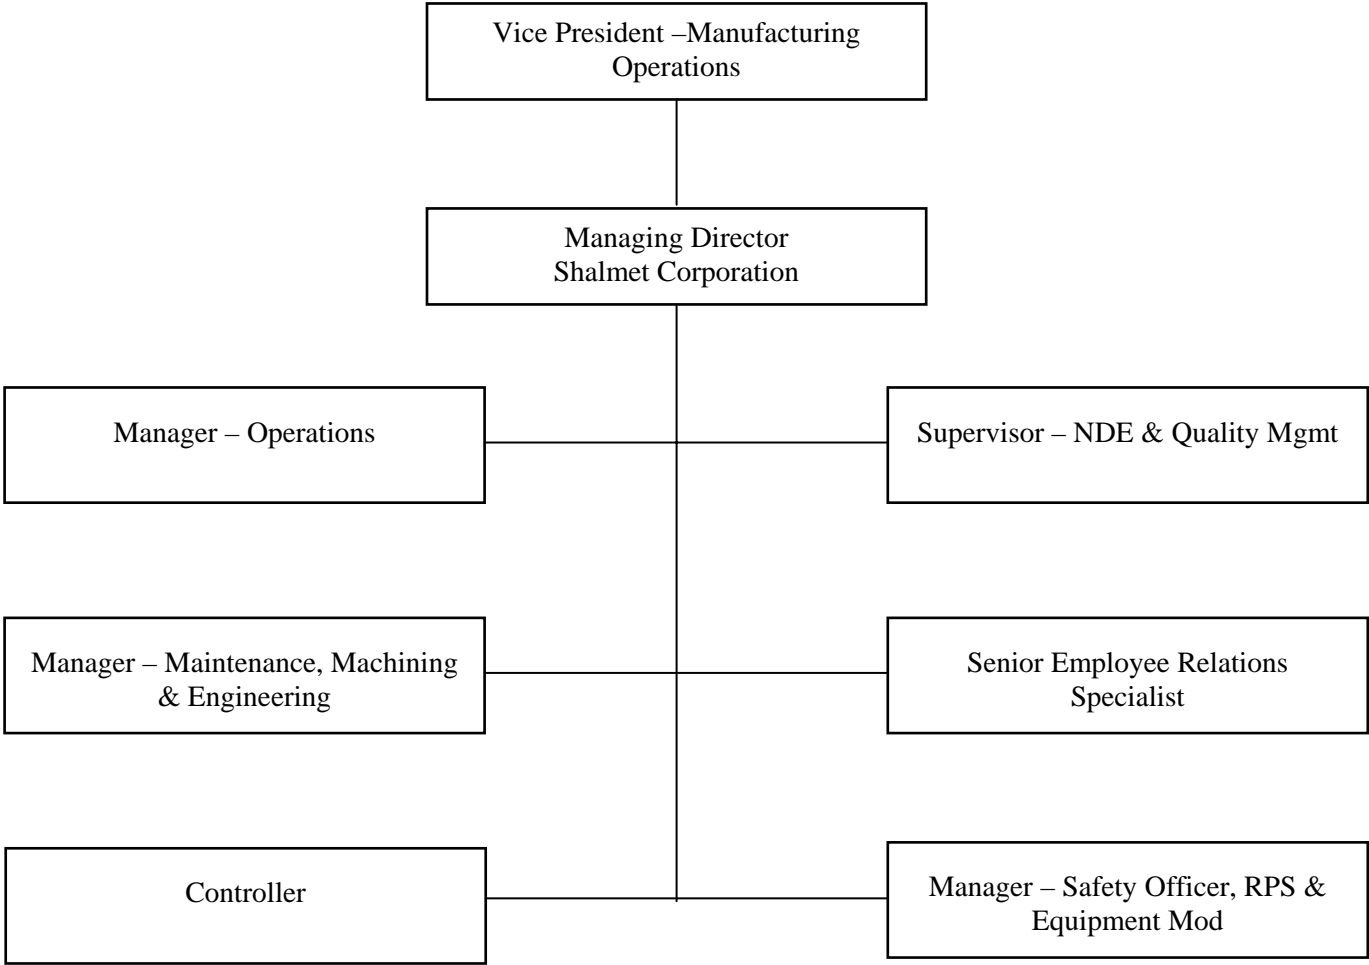 Vice President –Manufacturing
Operations
Managing Director
Shalmet Corporation
Manager – Operations
Supervisor – NDE & Quality Mgmt
Manager – Maintenance, Machining
& Engineering
Senior Employee Relations
Specialist
Controller
Manager – Safety Officer, RPS &
Equipment Mod